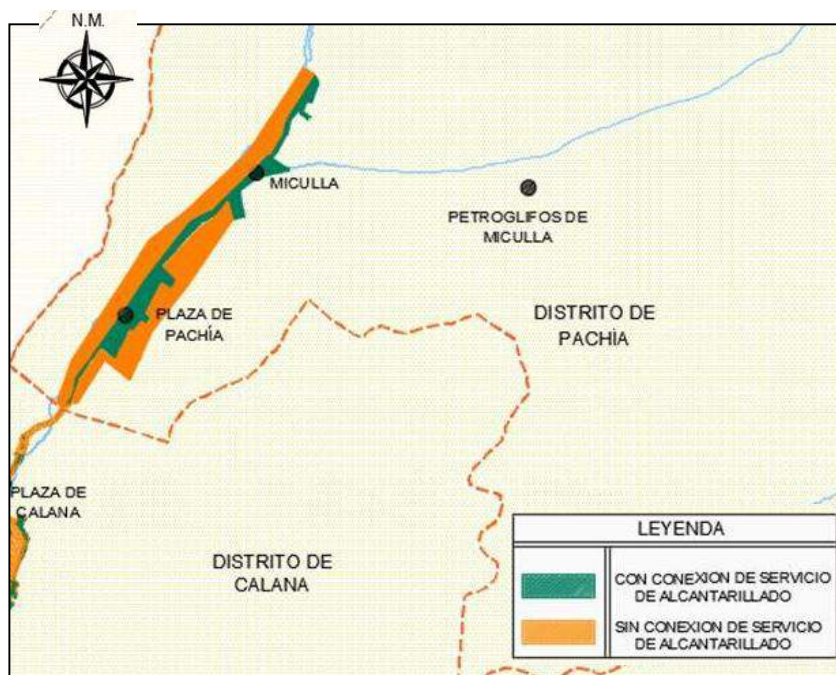 N.M.
MICULLA
PETROGLIFOS DE
MICULLA
PLAZA DE
PACHÍA
DISTRITO DE
PACHÍA
PLAZA DE
CALANA
DISTRITO DE
CALANA
LEYENDA
CON CONEXION DE SERVICIO
DE ALCANTARILLADO
SIN CONEXION DE SERVICIO
DE ALCANTARILLADO